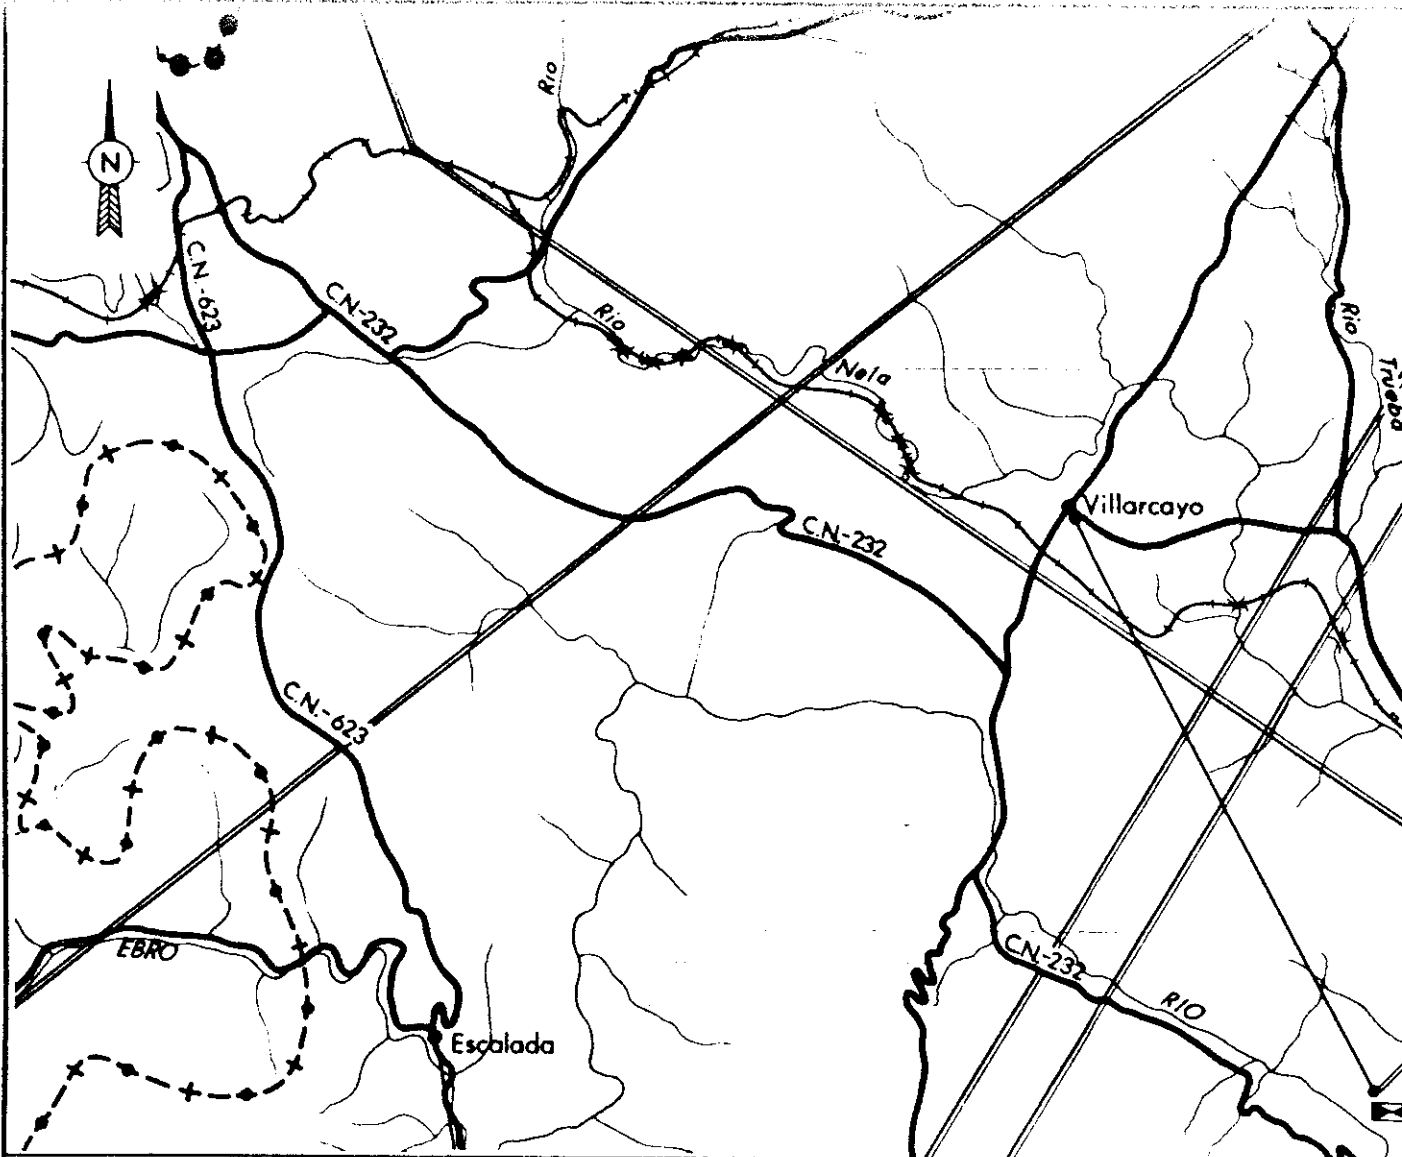 Rio
N
C.N.-623
C.N-232
Rio
Rio
Trueba
Nela
Villarcayo
C.N.-232
C.N.-623
EBRO
C.N.-232
RIO
Escalada